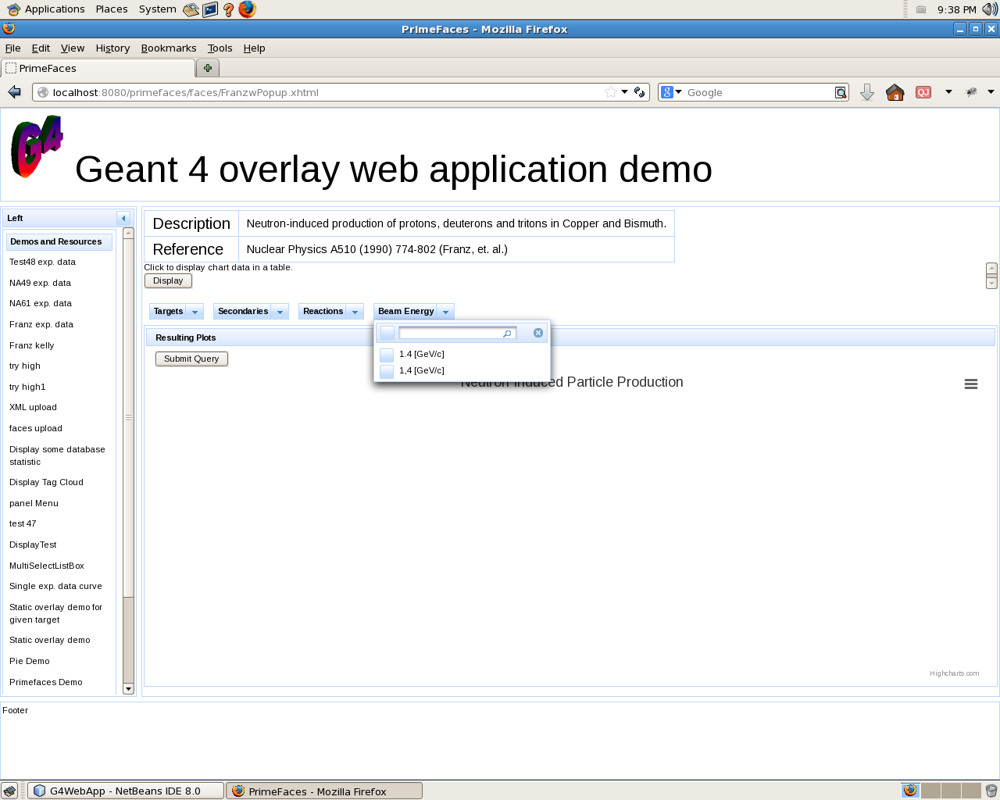 Applications Places System
9:38 PM
PrimeFaces - Mozilla Firefox
File Edit View History Bookmarks Tools Help
PrimeFaces
localhost:8080/primefaces/faces/FranzwPopup.xhtml
8 Google
QJ
G4
Geant 4 overlay web application demo
Left
Demos and Resources
Test48 exp. data
NA49 exp. data
NA61 exp. data
Franz exp. data
Franz kelly
try high
try high1
XML upload
faces upload
Display some database
statistic
Display Tag Cloud
panel Menu
test 47
DisplayTest
MultiSelectListBox
Single exp. data curve
Static overlay demo for
given target
Static overlay demo
Pie Demo
Primefaces Demo
Description Neutron-induced production of protons, deuterons and tritons in Copper and Bismuth.
Reference Nuclear Physics A510 (1990) 774-802 (Franz, et. al.)
Click to display chart data in a table.
Display
Targets Secondaries Reactions Beam Energy
Resulting Plots
Submit Query
1.4 [GeV/c]
1,4 [GeV/c]
Neutron Induced Particle Production
Highcharts.com
Footer
G4WebApp - NetBeans IDE 8.0
PrimeFaces - Mozilla Firefox